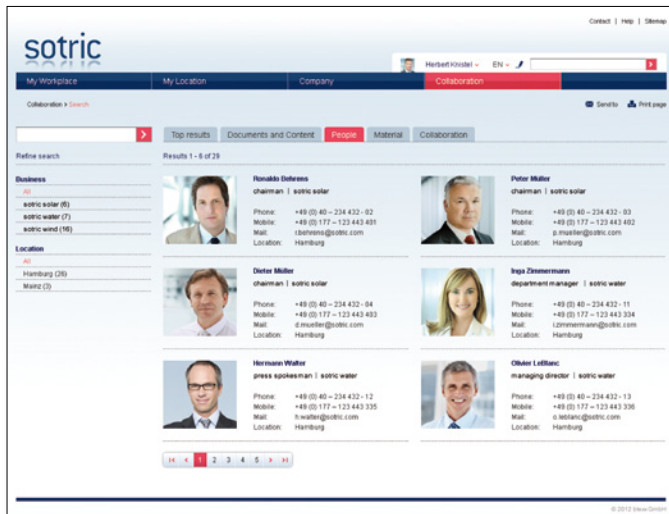 Contact | Help | Sitemap
sotric
Herbert Knistel EN
My Workplace My Location Company Collaboration
Collaboration > Search Send to Print page
Top results Documents and Content People Material Collaboration
Refine search
Results 1 - 6 of 29
Business
All
sotric solar (6)
sotric water (7)
sotric wind (16)
Location
All
Hamburg (26)
Mainz (3)
Ronaldo Behrens
chairman | sotric solar
Phone: +49 (0) 40 – 234 432 - 02
Mobile: +49 (0) 177 – 123 443 401
Mail: r.behrens@sotric.com
Location: Hamburg
Peter Müller
chairman | sotric solar
Phone: +49 (0) 40 – 234 432 - 03
Mobile: +49 (0) 177 – 123 443 402
Mail: p.mueller@sotric.com
Location: Hamburg
Dieter Müller
chairman | sotric solar
Phone: +49 (0) 40 – 234 432 - 04
Mobile: +49 (0) 177 – 123 443 403
Mail: d.mueller@sotric.com
Location: Hamburg
Inga Zimmermann
department manager | sotric water
Phone: +49 (0) 40 – 234 432 - 11
Mobile: +49 (0) 177 – 123 443 334
Mail: i.zimmermann@sotric.com
Location: Hamburg
Hermann Walter
press spokesman | sotric water
Phone: +49 (0) 40 – 234 432 - 12
Mobile: +49 (0) 177 – 123 443 335
Mail: h.walter@sotric.com
Location: Hamburg
Olivier LeBlanc
managing director | sotric water
Phone: +49 (0) 40 – 234 432 - 13
Mobile: +49 (0) 177 – 123 443 336
Mail: o.leblanc@sotric.com
Location: Hamburg
1 2 3 4 5
© 2012 GmbH